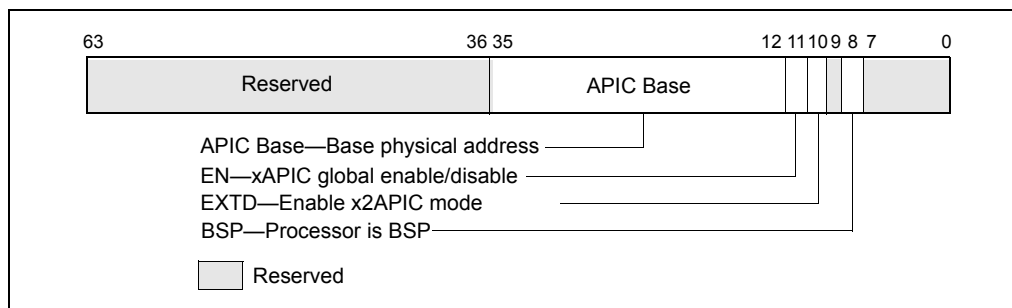 63 36 35 12 11 10 9 8 7 0
Reserved APIC Base
APIC Base—Base physical address
EN—xAPIC global enable/disable
EXTD—Enable x2APIC mode
BSP—Processor is BSP
Reserved